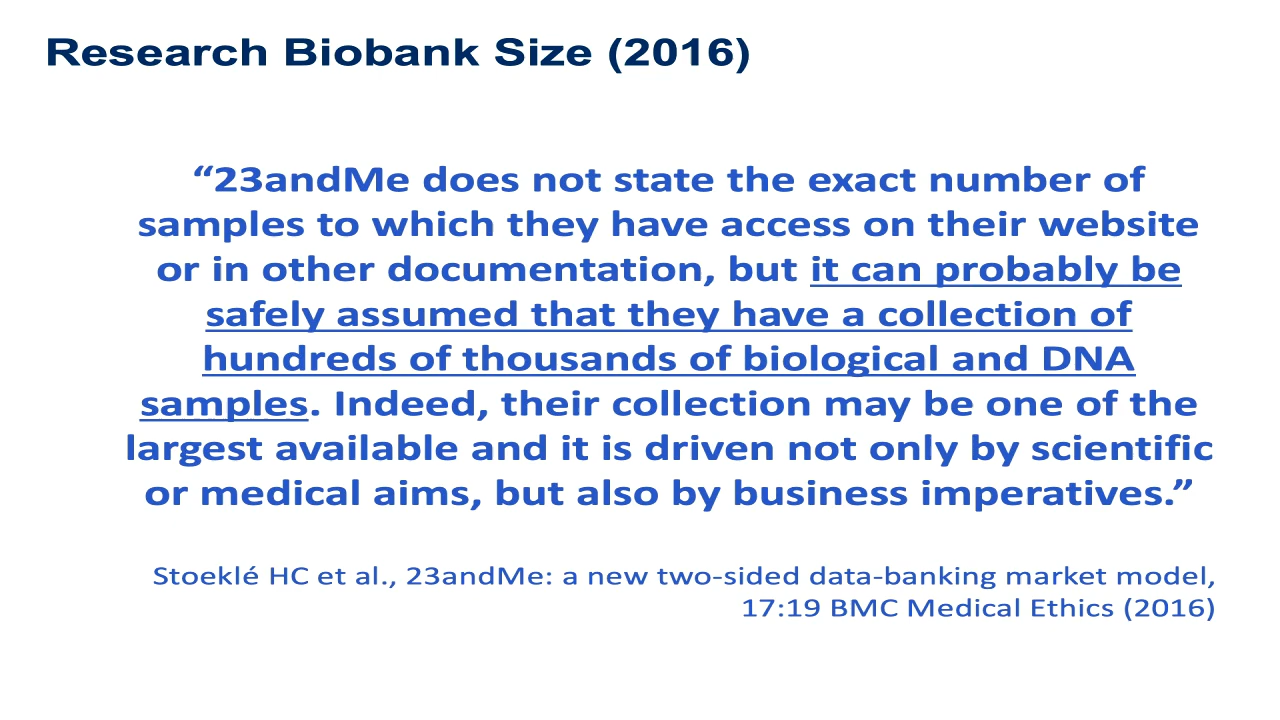 Research Biobank Size (2016)
“23andMe does not state the exact number of
samples to which they have access on their website
or in other documentation, but it can probably be
safely assumed that they have a collection of
hundreds of thousands of biological and DNA
samples. Indeed, their collection may be one of the
largest available and it is driven not only by scientific
or medical aims, but also by business imperatives.”
Stoeklé HC et al., 23andMe: a new two-sided data-banking market model,
17:19 BMC Medical Ethics (2016)